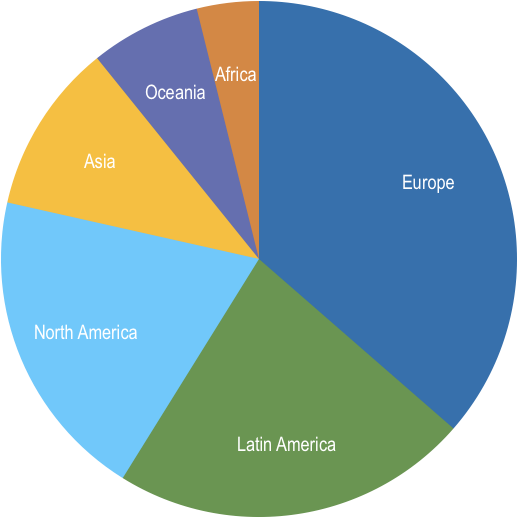 Africa
Oceania
Asia
Europe
North America
Latin America